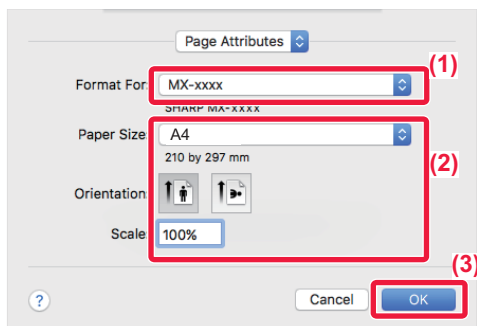 Page Attributes
(1)
Format For: MX-xxxx
SHARP MX-xxxx
Paper Size: A4
210 by 297 mm
(2)
Orientation:
Scale: 100%
(3)
? Cancel OK